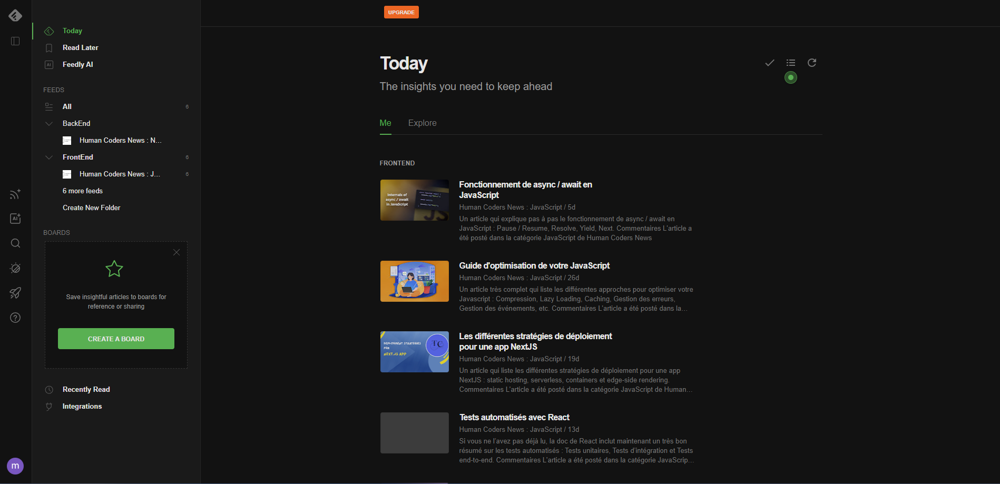 UPGRADE
Today
Read Later
AI
Feedly AI
FEEDS
All 6
BackEnd
Human Coders News : N...
FrontEnd 6
Human Coders News : J... 6
6 more feeds
Create New Folder
BOARDS
Save insightful articles to boards for
reference or sharing
CREATE A BOARD
Recently Read
Integrations
AI
m
Today
The insights you need to keep ahead
Me Explore
FRONTEND
Internals of
async / await
in JavaScript
JS
Fonctionnement de async / await en
JavaScript
Human Coders News : JavaScript / 5d
Un article qui explique pas à pas le fonctionnement de async / await en
JavaScript : Pause / Resume, Resolve, Yield, Next. Commentaires L'article a
été posté dans la catégorie JavaScript de Human Coders News
Guide d'optimisation de votre JavaScript
Human Coders News : JavaScript / 26d
Un article très complet qui liste les différentes approches pour optimiser votre
Javascript : Compression, Lazy Loading, Caching, Gestion des erreurs,
Gestion des événements, etc. Commentaires L'article a été posté dans la...
DEPLOYMENT STRATEGIES
FOR
NEXT.JS APP
TC
Les différentes stratégies de déploiement
pour une app NextJS
Human Coders News : JavaScript / 19d
Un article qui liste les différentes stratégies de déploiement pour une app
NextJS : static hosting, serverless, containers et edge-side rendering.
Commentaires L'article a été posté dans la catégorie JavaScript de Human...
Tests automatisés avec React
Human Coders News : JavaScript / 13d
Si vous ne l'avez pas déjà lu, la doc de React inclut maintenant un très bon
résumé sur les tests automatisés : Tests unitaires, Tests d'intégration et Tests
end-to-end. Commentaires L'article a été posté dans la catégorie JavaScrip...